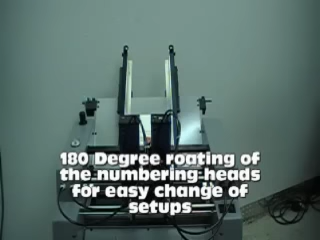 180 Degree roating of
the numbering heads
for easy change of
setups